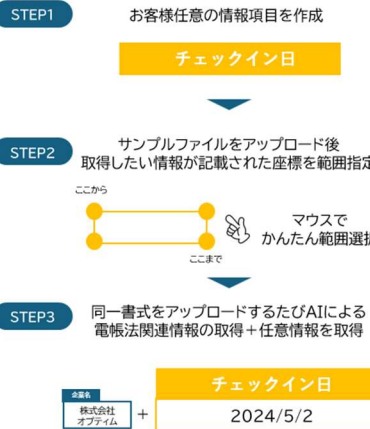 STEP1
お客様任意の情報項目を作成
チェックイン日
STEP2
サンプルファイルをアップロード後
取得したい情報が記載された座標を範囲指定
ここから
マウスで
かんたん範囲選択
ここまで
STEP3
同一書式をアップロードするたびAIによる
電帳法関連情報の取得+任意情報を取得
企業名
株式会社
オプティム
+
チェックイン日
2024/5/2